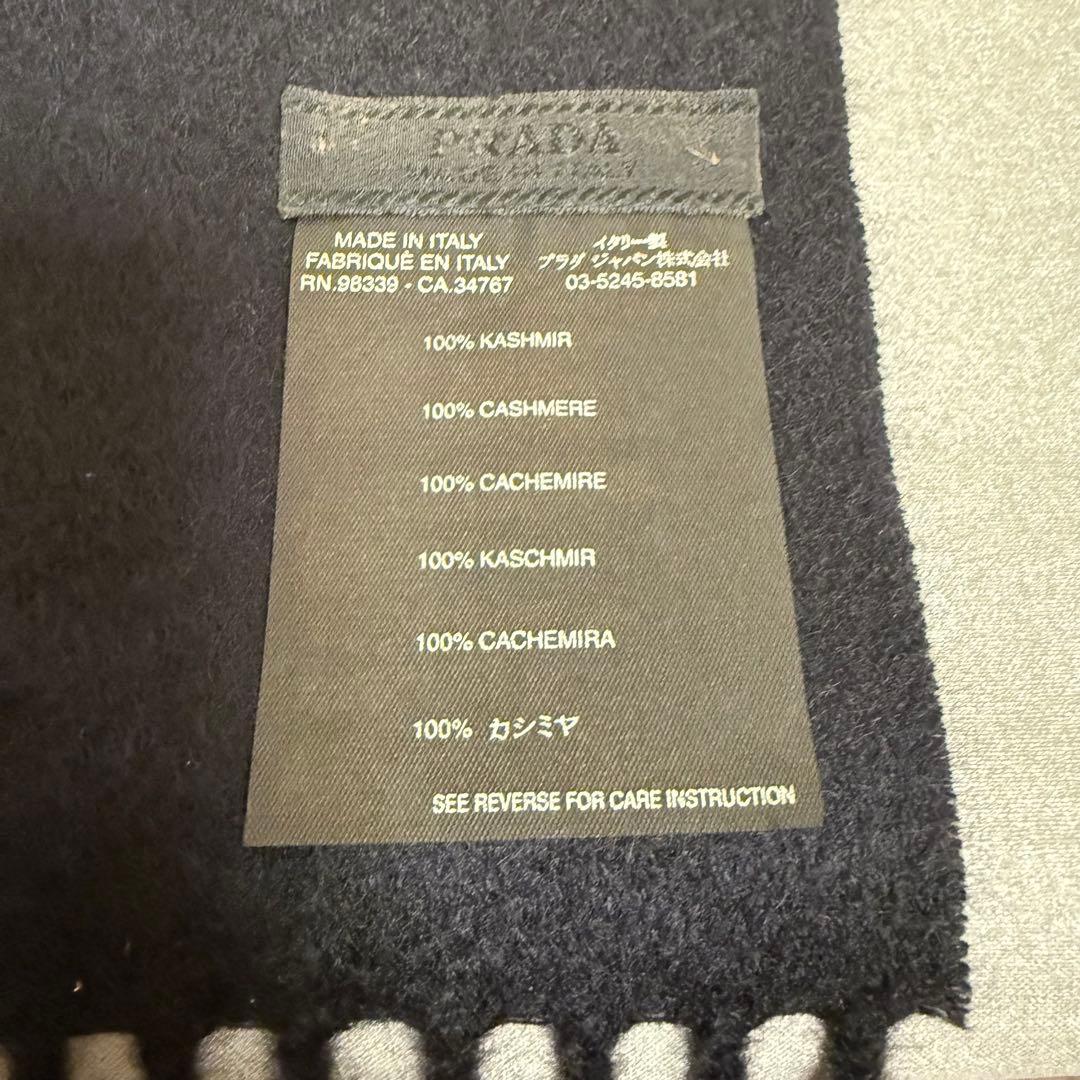 PRADA
MADE IN ITALY
MADE IN ITALY
FABRIQUÉ EN ITALY
RN.98339 - CA.34767
イタリー製
プラダ ジャパン株式会社
03-5245-8581
100% KASHMIR
100% CASHMERE
100% CACHEMIRE
100% KASCHMIR
100% CACHEMIRA
100% カシミヤ
SEE REVERSE FOR CARE INSTRUCTION